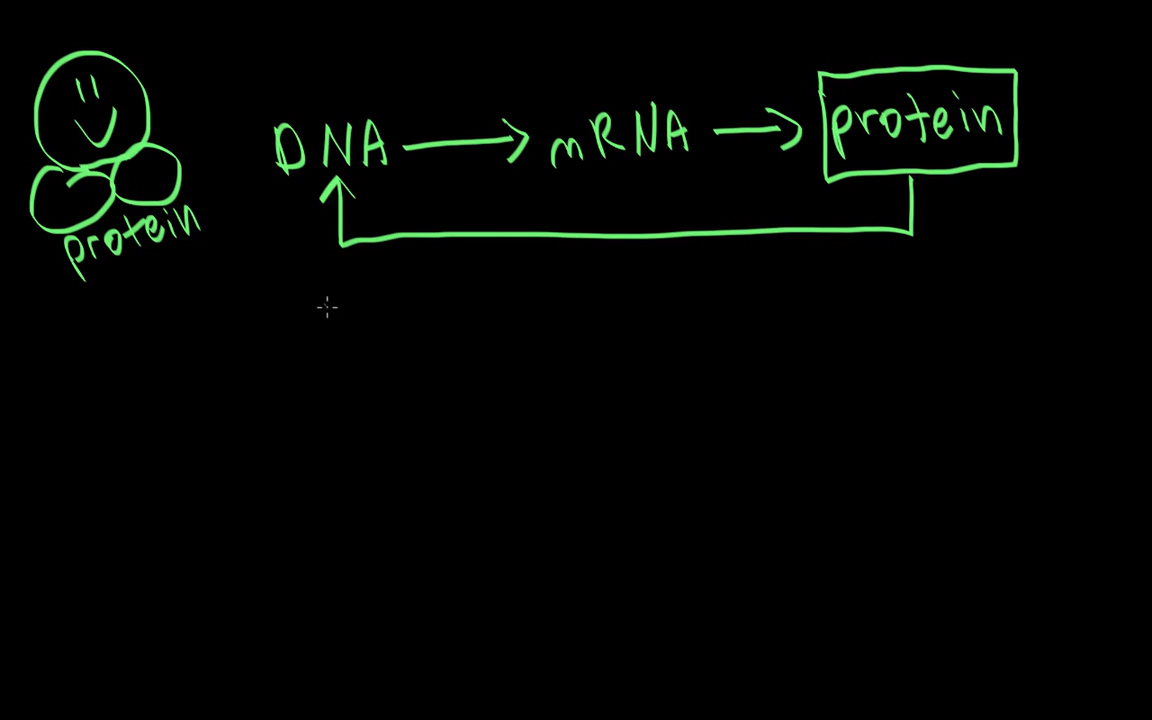 DNA → mRNA → protein
protein